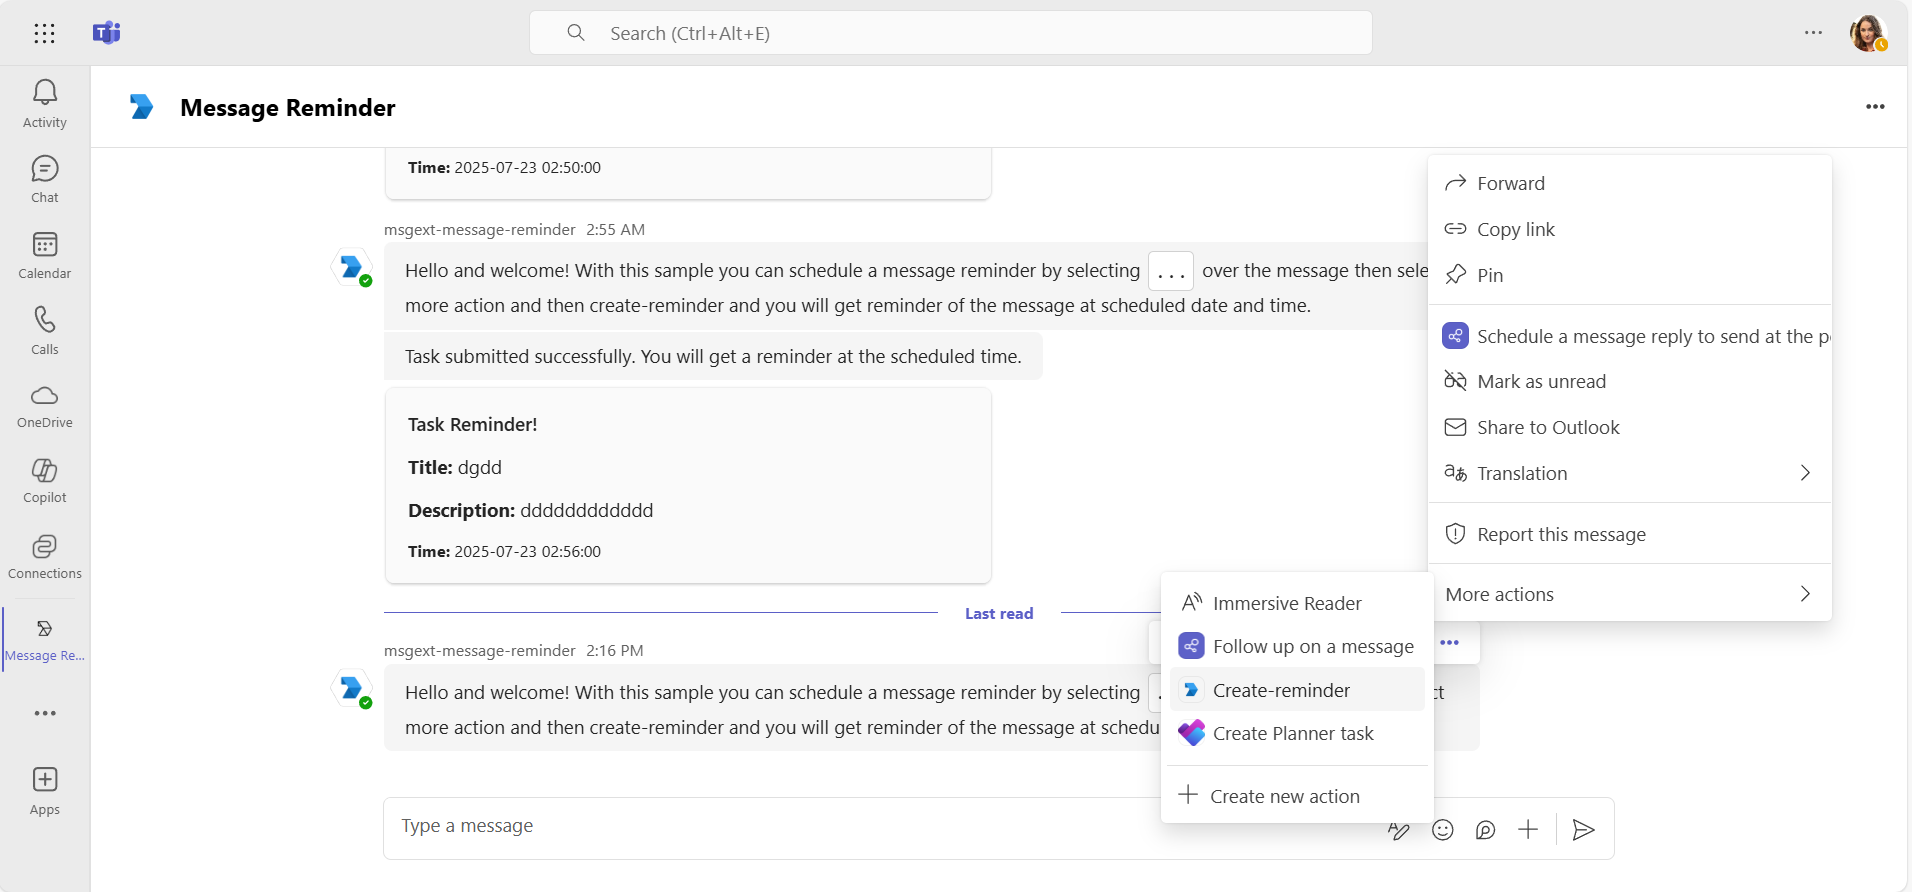 Search (Ctrl+Alt+E)
Activity
Chat
Calendar
Calls
OneDrive
Copilot
Connections
Message Re...
Apps
Message Reminder
Time: 2025-07-23 02:50:00
msgext-message-reminder 2:55 AM
Hello and welcome! With this sample you can schedule a message reminder by selecting ... over the message then sele
more action and then create-reminder and you will get reminder of the message at scheduled date and time.
Task submitted successfully. You will get a reminder at the scheduled time.
Task Reminder!
Title: dgdd
Description: dddddddddddd
Time: 2025-07-23 02:56:00
Last read
msgext-message-reminder 2:16 PM
Hello and welcome! With this sample you can schedule a message reminder by selecting . ct
more action and then create-reminder and you will get reminder of the message at schedu
Type a message
Forward
Copy link
Pin
Schedule a message reply to send at the p
Mark as unread
Share to Outlook
Translation
Report this message
More actions
Immersive Reader
Follow up on a message
Create-reminder
Create Planner task
Create new action